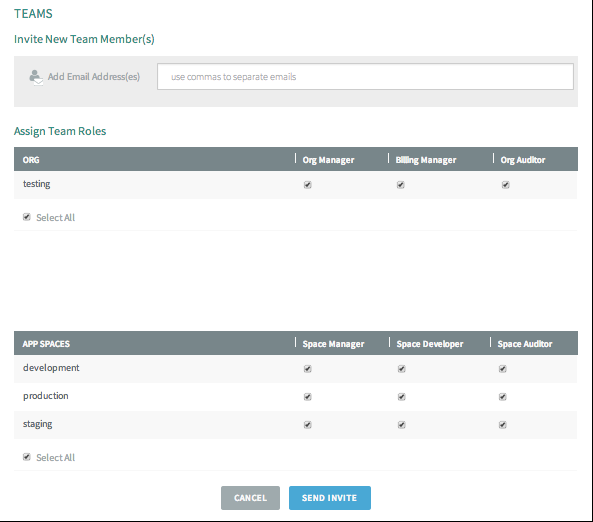 TEAMS
Invite New Team Member(s)
Add Email Address(es) use commas to separate emails
Assign Team Roles
ORG Org Manager Billing Manager Org Auditor
testing
Select All
APP SPACES Space Manager Space Developer Space Auditor
development
production
staging
Select All
CANCEL SEND INVITE